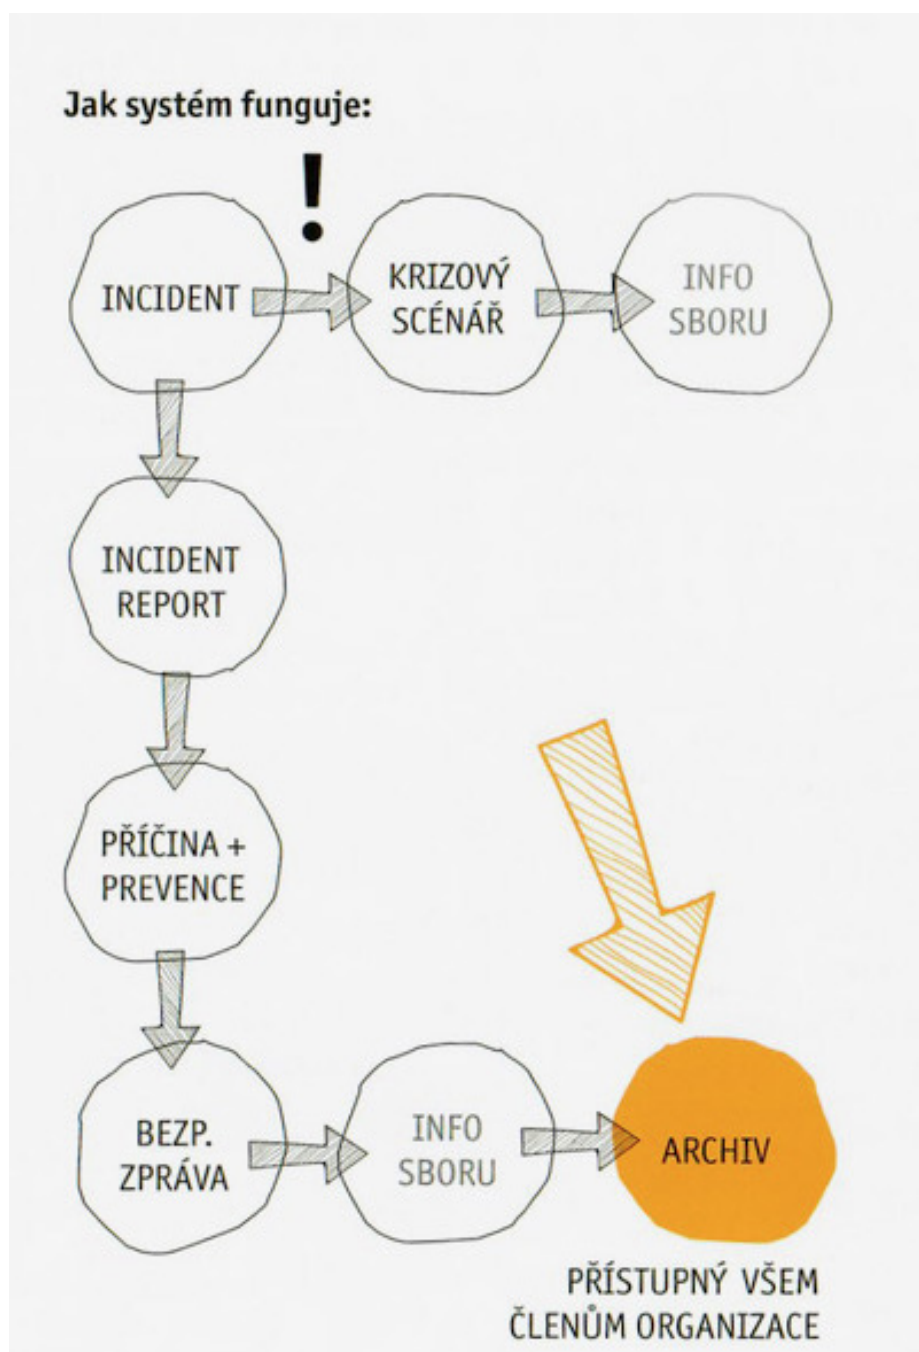 Jak systém funguje:
!
INCIDENT
KRIZOVÝ
SCÉNÁŘ
INFO
SBORU
INCIDENT
REPORT
PŘÍČINA +
PREVENCE
BEZP.
ZPRÁVA
INFO
SBORU
ARCHIV
PŘÍSTUPNÝ VŠEM
ČLENŮM ORGANIZACE